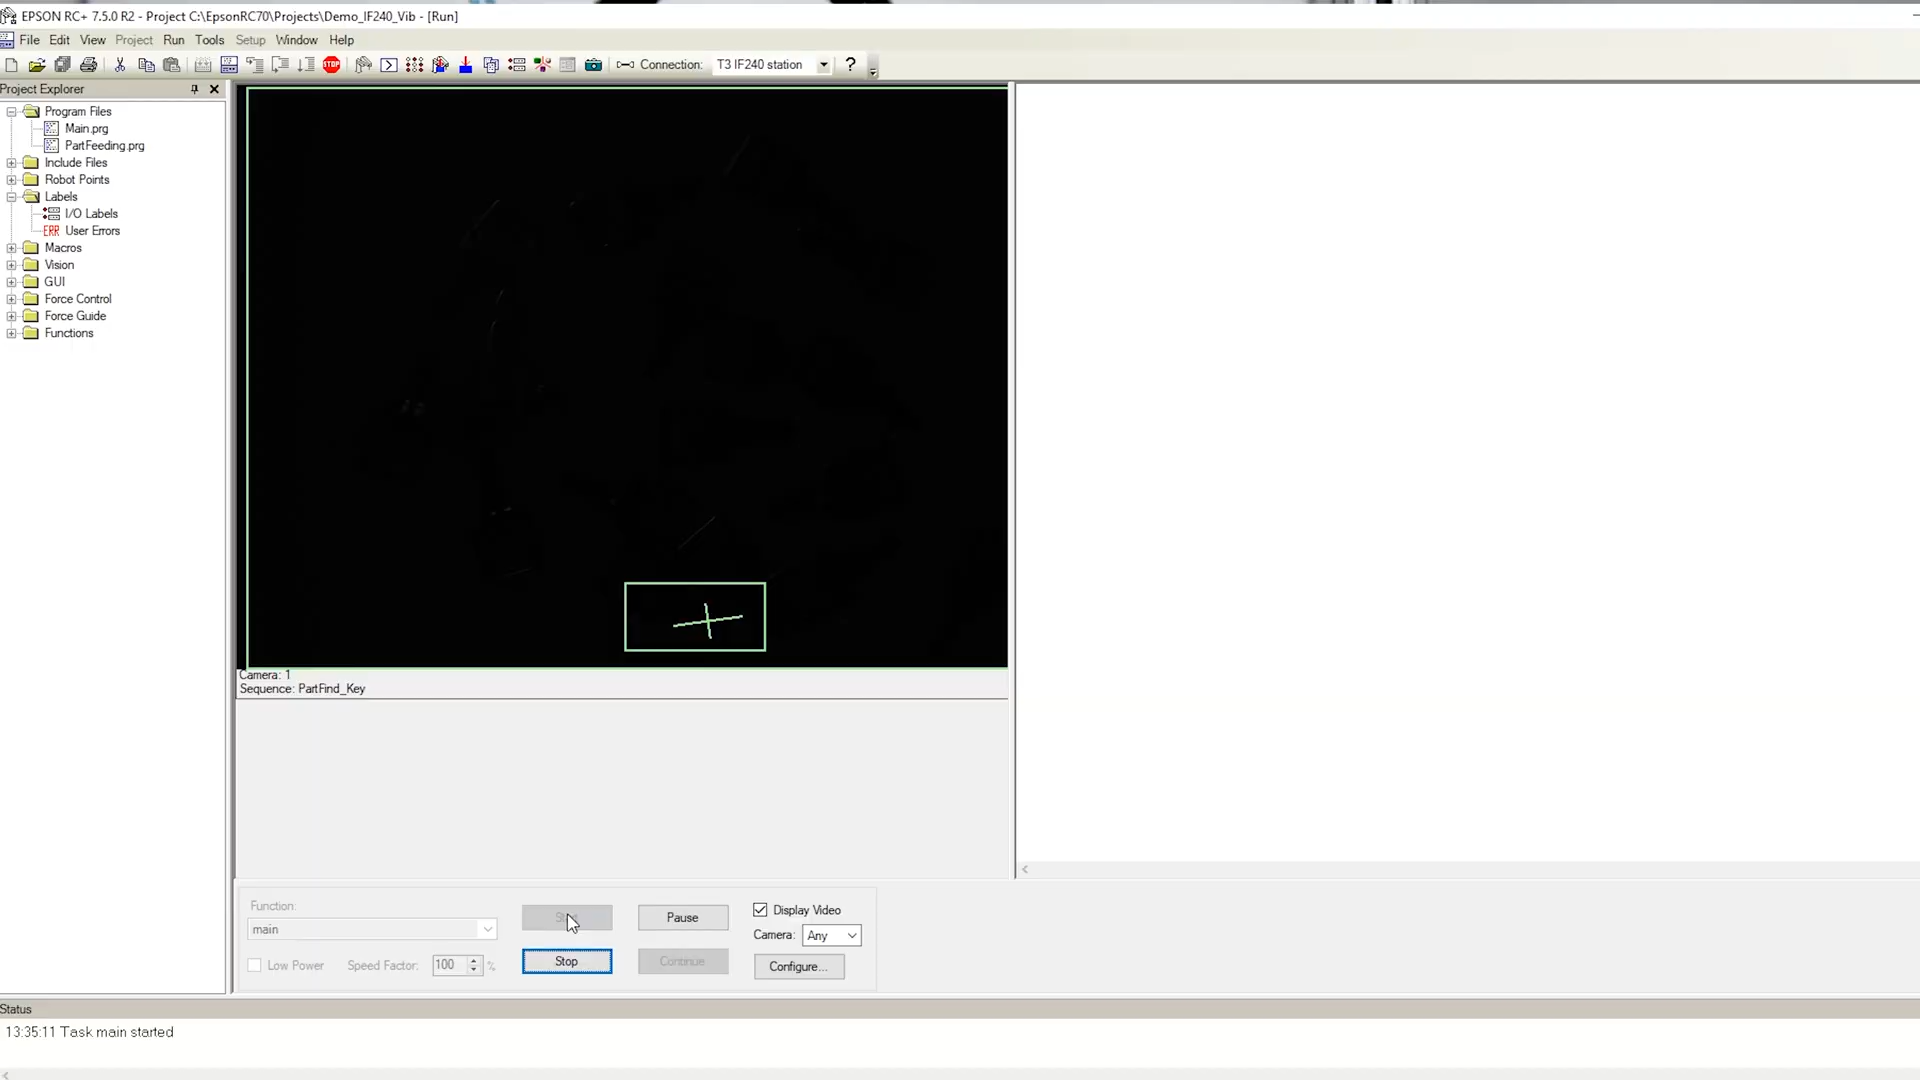 EPSON RC+ 7.5.0 R2 - Project C:\EpsonRC70\Projects\Demo_IF240_Vib - [Run]
File Edit View Project Run Tools Setup Window Help
STOP Connection: T3 IF240 station ?
Project Explorer
Program Files
Main.prg
PartFeeding.prg
Include Files
Robot Points
Labels
I/O Labels
ERR User Errors
Macros
Vision
GUI
Force Control
Force Guide
Functions
Camera: 1
Sequence: PartFind_Key
Function:
main
Low Power Speed Factor: 100 %
Pause
Stop
Continue
Display Video
Camera: Any
Configure...
Status
13:35:11 Task main started